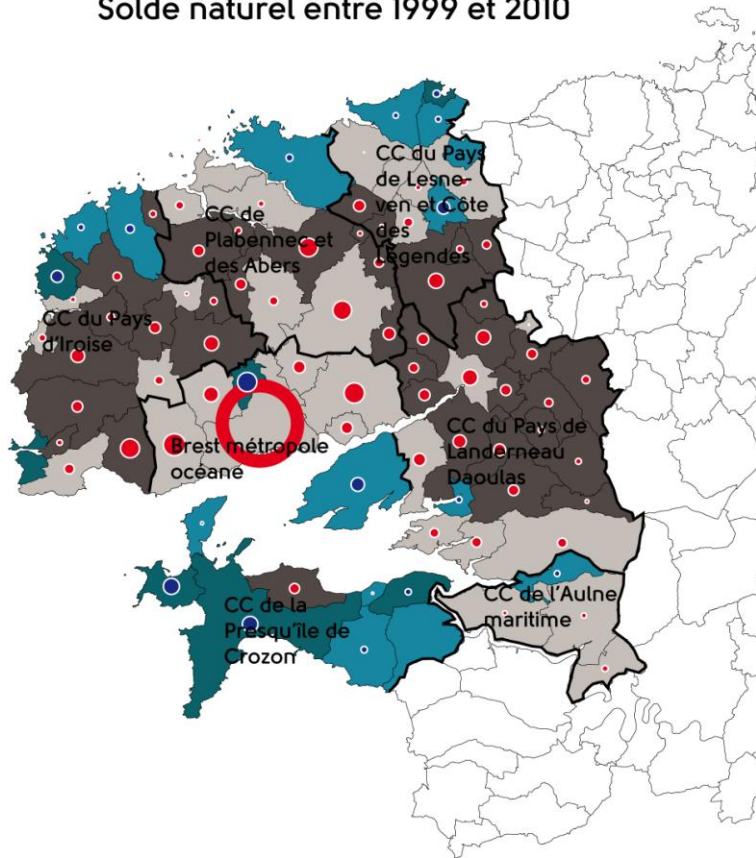 Solde naturel entre 1999 et 2010
CC du Pays
de Lesne-
ven et Côte
des
Légendes
CC de
Plabennec et
des Abers
CC du Pays
d'Iroise
Brest métropole
océane
CC du Pays de
Landerneau
Daoulas
CC de la
Presqu'île de
Crozon
CC de l'Aulne
maritime